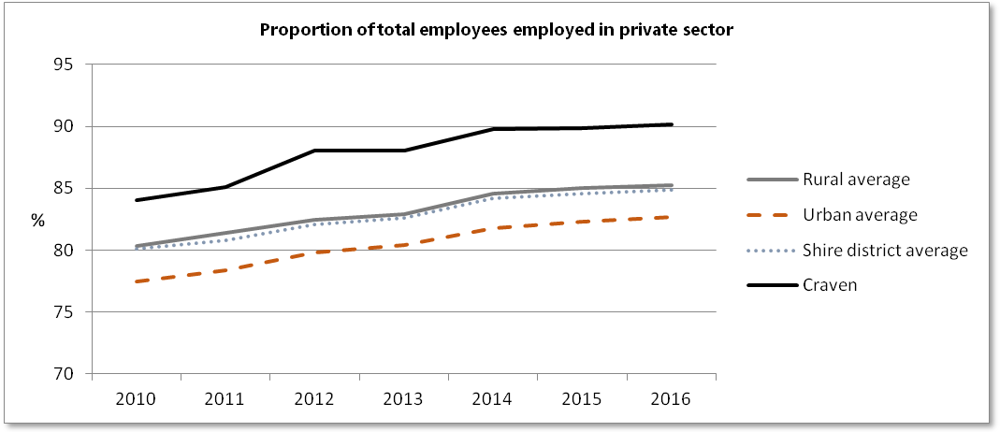 Proportion of total employees employed in private sector
95
90
85
80
75
70
%
2010 2011 2012 2013 2014 2015 2016
Rural average
Urban average
Shire district average
Craven